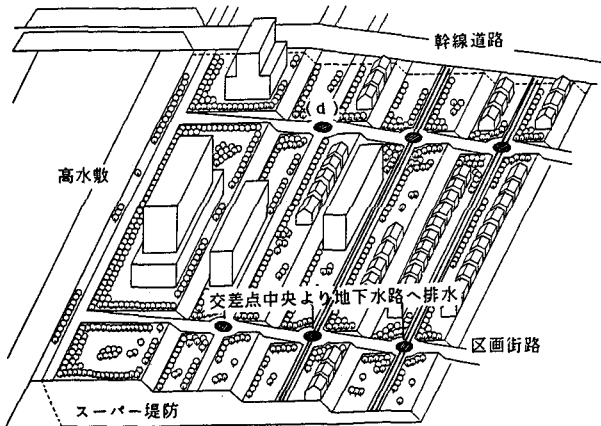 幹線道路
(d)
高水敷
交差点中央より地下水路へ排水
区画街路
スーパー堤防